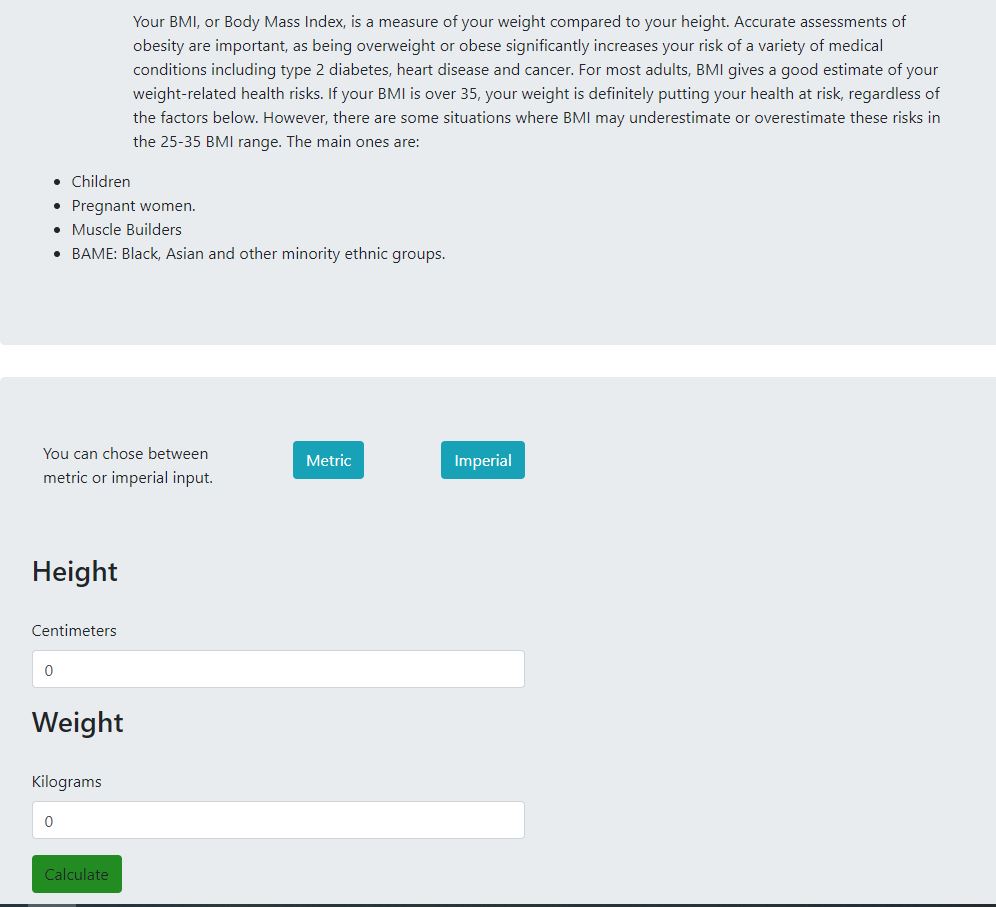 Your BMI, or Body Mass Index, is a measure of your weight compared to your height. Accurate assessments of
obesity are important, as being overweight or obese significantly increases your risk of a variety of medical
conditions including type 2 diabetes, heart disease and cancer. For most adults, BMI gives a good estimate of your
weight-related health risks. If your BMI is over 35, your weight is definitely putting your health at risk, regardless of
the factors below. However, there are some situations where BMI may underestimate or overestimate these risks in
the 25-35 BMI range. The main ones are:
• Children
• Pregnant women.
• Muscle Builders
• BAME: Black, Asian and other minority ethnic groups.
You can chose between
metric or imperial input.
Metric
Imperial
Height
Centimeters
0
Weight
Kilograms
0
Calculate